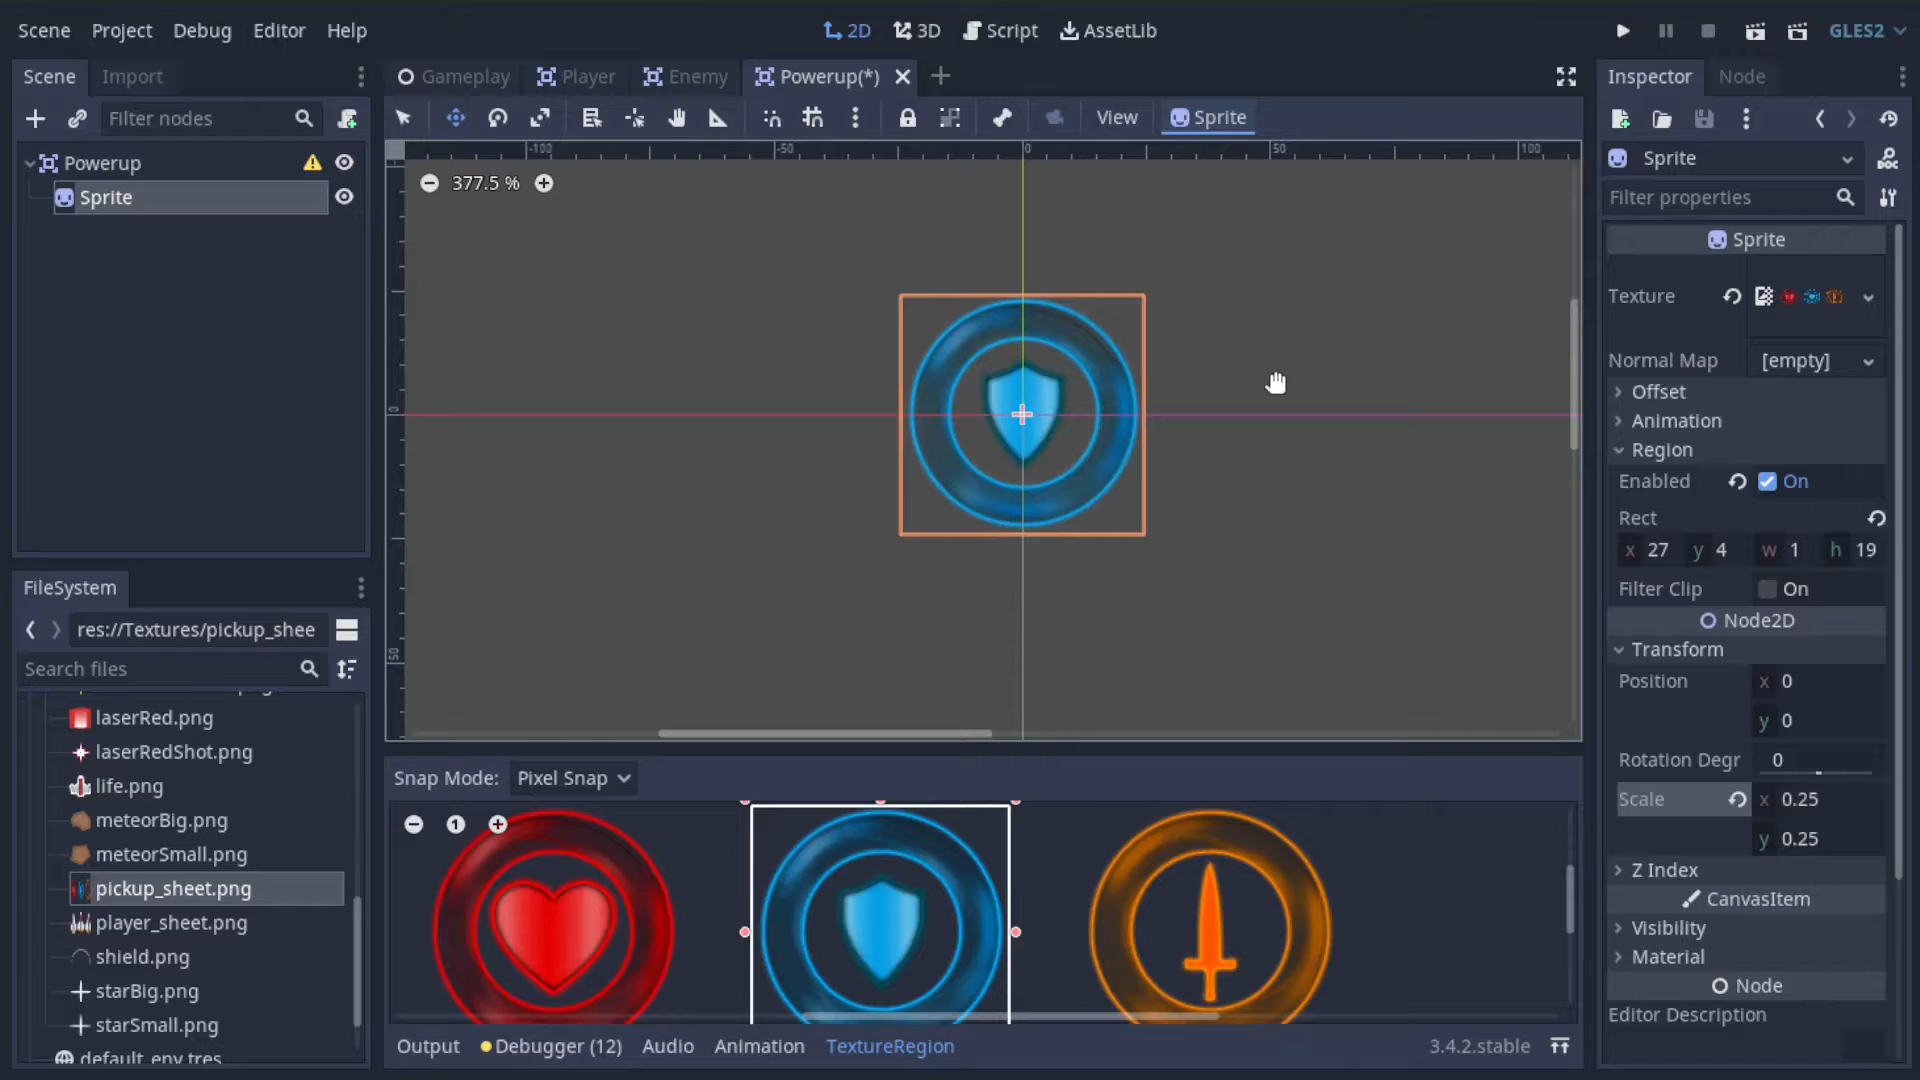 Scene Project Debug Editor Help 2D 3D Script AssetLib GLES2
Scene Import Gameplay Player Enemy Powerup(*) Inspector Node
Filter nodes View Sprite
-100 -50 0 50 100
Powerup Sprite
Sprite 377.5 % Filter properties
Sprite
Texture
Normal Map [empty]
Offset
0
Animation
Region
Enabled On
Rect
x 27 y 4 w 1 h 19
FileSystem Filter Clip On
res://Textures/pickup_shee Node2D
50 Transform
Search files Position x 0
laserRed.png y 0
laserRedShot.png Rotation Degr 0
life.png Snap Mode: Pixel Snap Scale x 0.25
meteorBig.png 1 y 0.25
meteorSmall.png Z Index
pickup_sheet.png CanvasItem
player_sheet.png Visibility
shield.png Material
starBig.png Node
starSmall.png Editor Description
default_env.tres Output Debugger (12) Audio Animation TextureRegion 3.4.2.stable